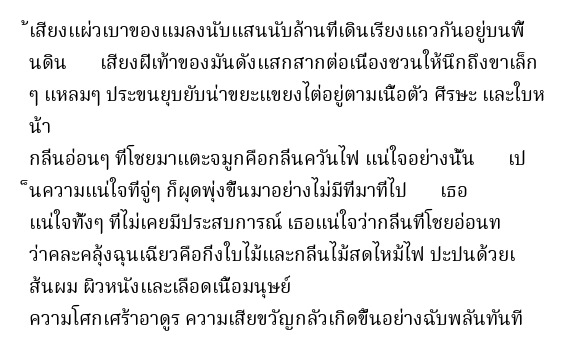 ้เสียงแผ่วเบาของแมลงนับแสนนับล้านที่เดินเรียงแถวกันอยู่บนพื้
นดิน เสียงฝีเท้าของมันดังแสกสากต่อเนื่องชวนให้นึกถึงขาเล็ก
ๆ แหลมๆ ประขนยุบยับน่าขยะแขยงไต่อยู่ตามเนื้อตัว ศีรษะ และใบห
น้า
กลิ่นอ่อนๆ ที่โชยมาแตะจมูกคือกลิ่นควันไฟ แน่ใจอย่างนั้น เป
็นความแน่ใจที่จู่ๆ ก็ผุดพุ่งขึ้นมาอย่างไม่มีที่มาที่ไป เธอ
แน่ใจทั้งๆ ที่ไม่เคยมีประสบการณ์ เธอแน่ใจว่ากลิ่นที่โชยอ่อนท
ว่าคละคลุ้งฉุนเฉียวคือกิ่งใบไม้และกลิ่นไม้สดไหม้ไฟ ปะปนด้วยเ
ส้นผม ผิวหนังและเลือดเนื้อมนุษย์
ความโศกเศร้าอาดูร ความเสียขวัญกลัวเกิดขึ้นอย่างฉับพลันทันที